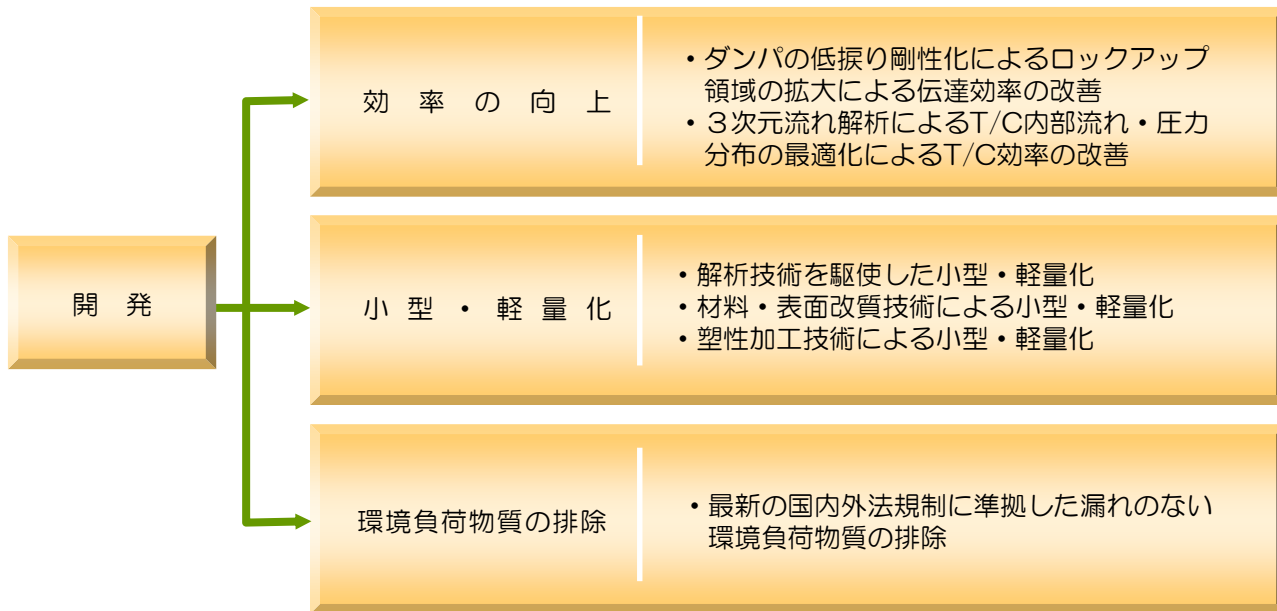 開発
効率の向上
・ダンパの低捩り剛性化によるロックアップ
領域の拡大による伝達効率の改善
・３次元流れ解析によるT/C内部流れ・圧力
分布の最適化によるT/C効率の改善
小型・軽量化
・解析技術を駆使した小型・軽量化
・材料・表面改質技術による小型・軽量化
・塑性加工技術による小型・軽量化
環境負荷物質の排除
・最新の国内外法規制に準拠した漏れのない
環境負荷物質の排除